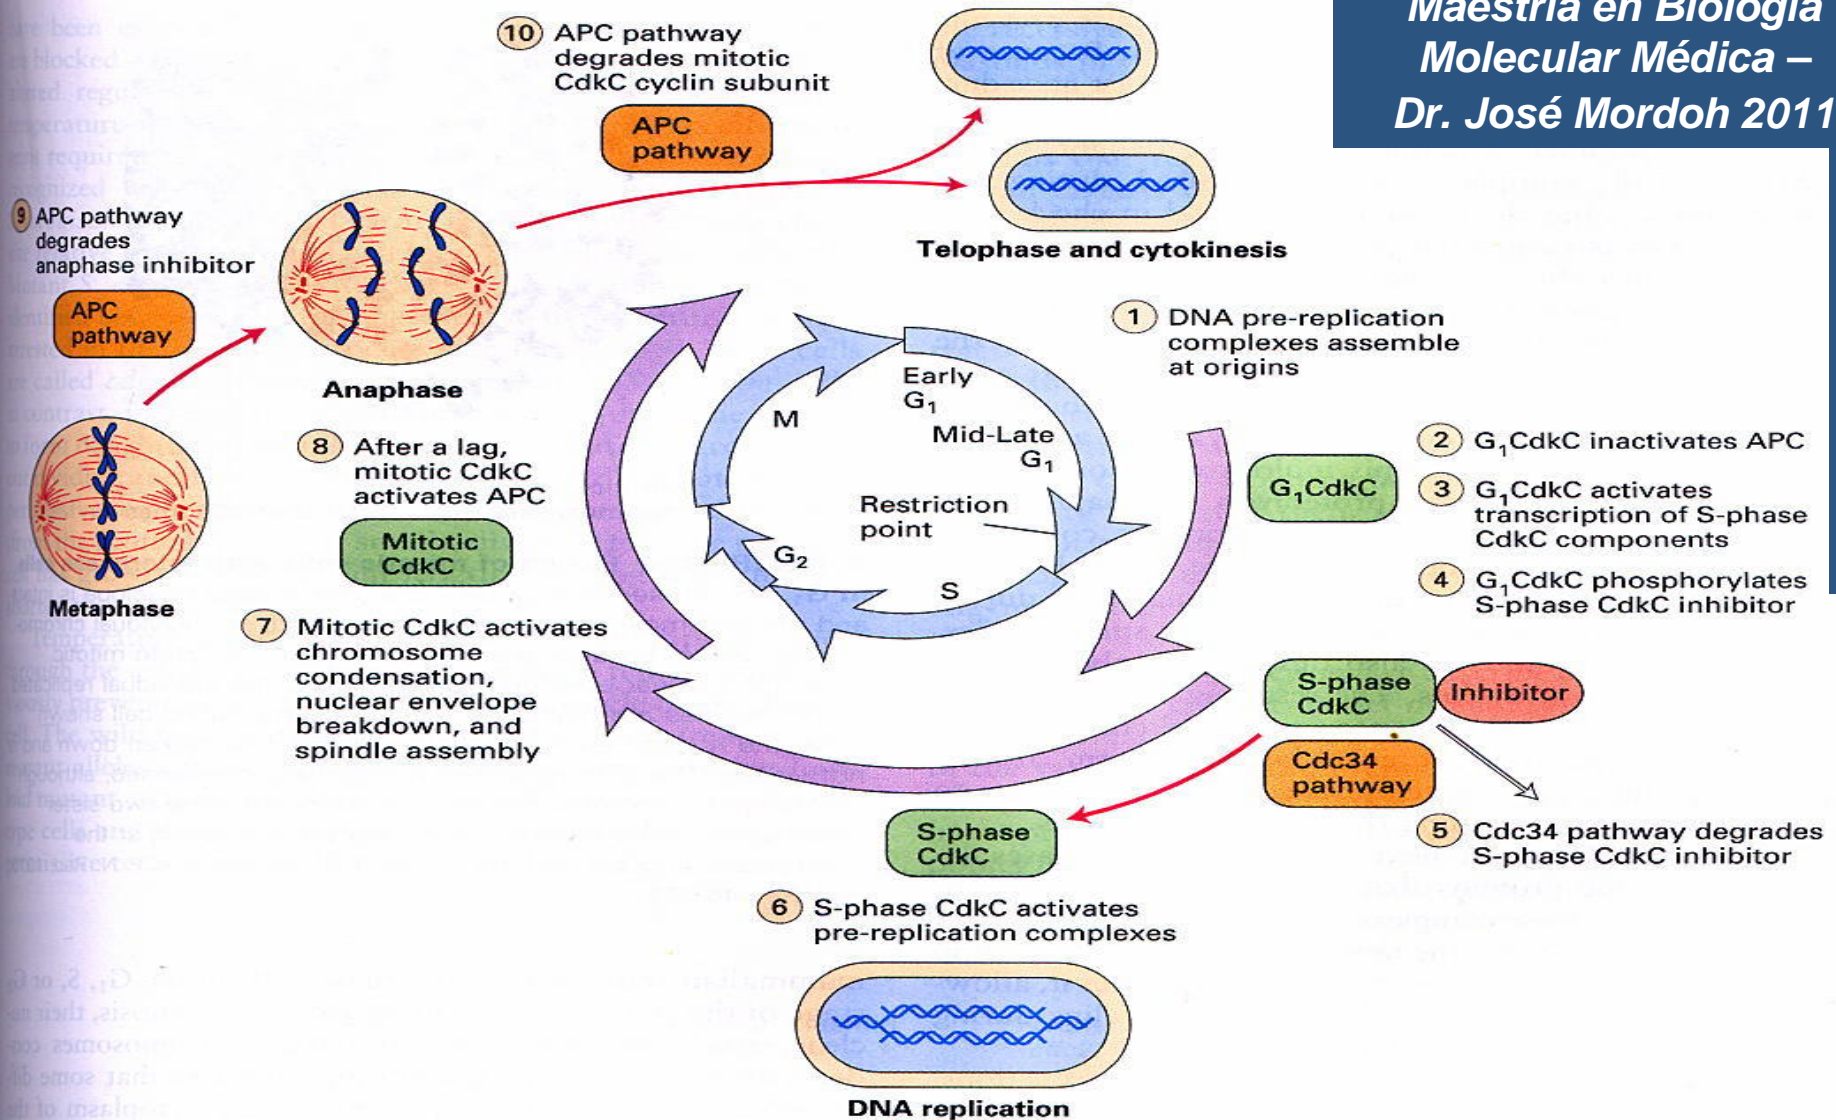 Maestría en Biología
Molecular Médica –
Dr. José Mordoh 2011
10 APC pathway
degrades mitotic
CdkC cyclin subunit
APC
pathway
Telophase and cytokinesis
9 APC pathway
degrades
anaphase inhibitor
APC
pathway
Anaphase
Metaphase
1 DNA pre-replication
complexes assemble
at origins
Early
G₁
Mid-Late
G₁
M
Restriction
point
G₂
S
G₁CdkC
2 G₁CdkC inactivates APC
3 G₁CdkC activates
transcription of S-phase
CdkC components
4 G₁CdkC phosphorylates
S-phase CdkC inhibitor
8 After a lag,
mitotic CdkC
activates APC
Mitotic
CdkC
7 Mitotic CdkC activates
chromosome
condensation,
nuclear envelope
breakdown, and
spindle assembly
S-phase
CdkC
Inhibitor
Cdc34
pathway
5 Cdc34 pathway degrades
S-phase CdkC inhibitor
S-phase
CdkC
6 S-phase CdkC activates
pre-replication complexes
DNA replication